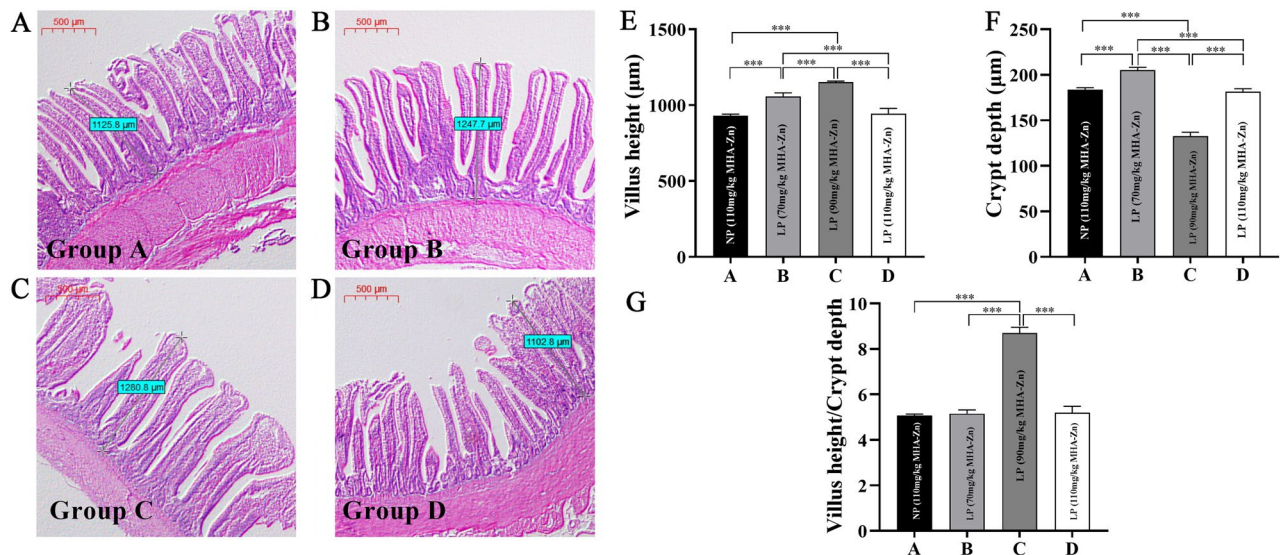 A
500 µm
1125.8 µm
Group A
B
500 µm
1247.7 µm
Group B
C
500 µm
1280.8 µm
Group C
D
500 µm
1102.8 µm
Group D
E
Villus height (µm)
1500
1000
500
0
***
***
***
***
***
NP (110mg/kg MHA-Zn)
LP (70mg/kg MHA-Zn)
LP (90mg/kg MHA-Zn)
LP (110mg/kg MHA-Zn)
A B C D
F
Crypt depth (µm)
250
200
150
100
50
0
***
***
***
***
***
NP (110mg/kg MHA-Zn)
LP (70mg/kg MHA-Zn)
LP (90mg/kg MHA-Zn)
LP (110mg/kg MHA-Zn)
A B C D
G
Villus height/Crypt depth
10
8
6
4
2
0
***
***
***
NP (110mg/kg MHA-Zn)
LP (70mg/kg MHA-Zn)
LP (90mg/kg MHA-Zn)
LP (110mg/kg MHA-Zn)
A B C D